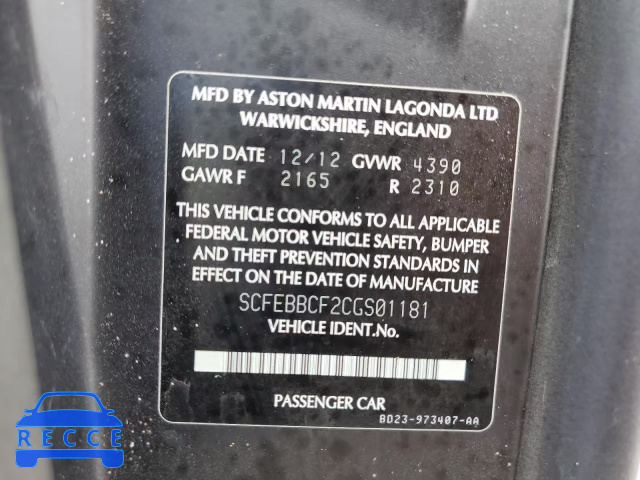 MFD BY ASTON MARTIN LAGONDA LTD
WARWICKSHIRE, ENGLAND
MFD DATE 12/12 GVWR 4390
GAWR F 2165 R 2310
THIS VEHICLE CONFORMS TO ALL APPLICABLE
FEDERAL MOTOR VEHICLE SAFETY, BUMPER
AND THEFT PREVENTION STANDARDS IN
EFFECT ON THE DATE OF MANUFACTURE
SCFEBBCF2CGS01181
VEHICLE IDENT.No.
PASSENGER CAR
BD23-973407-AA
RECCE